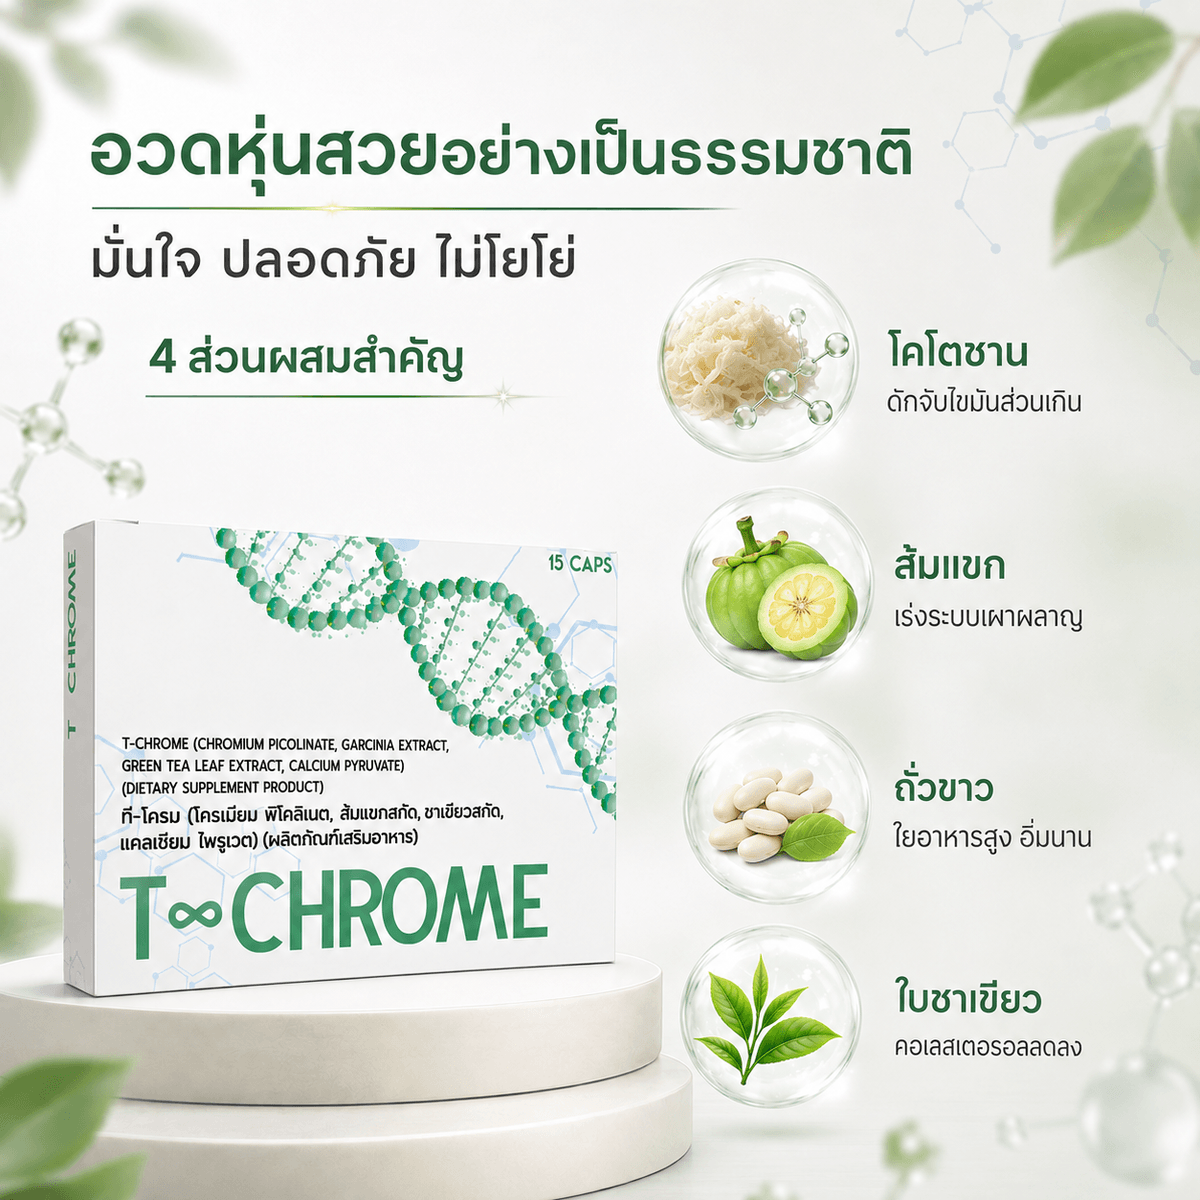 อวดหุ่นสวยอย่างเป็นธรรมชาติ
มั่นใจ ปลอดภัย ไม่โยโย่
4 ส่วนผสมสำคัญ
โคโตซาน
ดักจับไขมันส่วนเกิน
ส้มแขก
เร่งระบบเผาผลาญ
ถั่วขาว
ใยอาหารสูง อิ่มนาน
ใบชาเขียว
คอเลสเตอรอลลดลง
15 CAPS
T CHROME
T-CHROME (CHROMIUM PICOLINATE, GARCINIA EXTRACT,
GREEN TEA LEAF EXTRACT, CALCIUM PYRUVATE)
(DIETARY SUPPLEMENT PRODUCT)
ที-โครม (โครเมียม พิโคลิเนต, ส้มแขกสกัด, ชาเขียวสกัด,
แคลเซียม ไพรูเวต) (ผลิตภัณฑ์เสริมอาหาร)
T∞CHROME